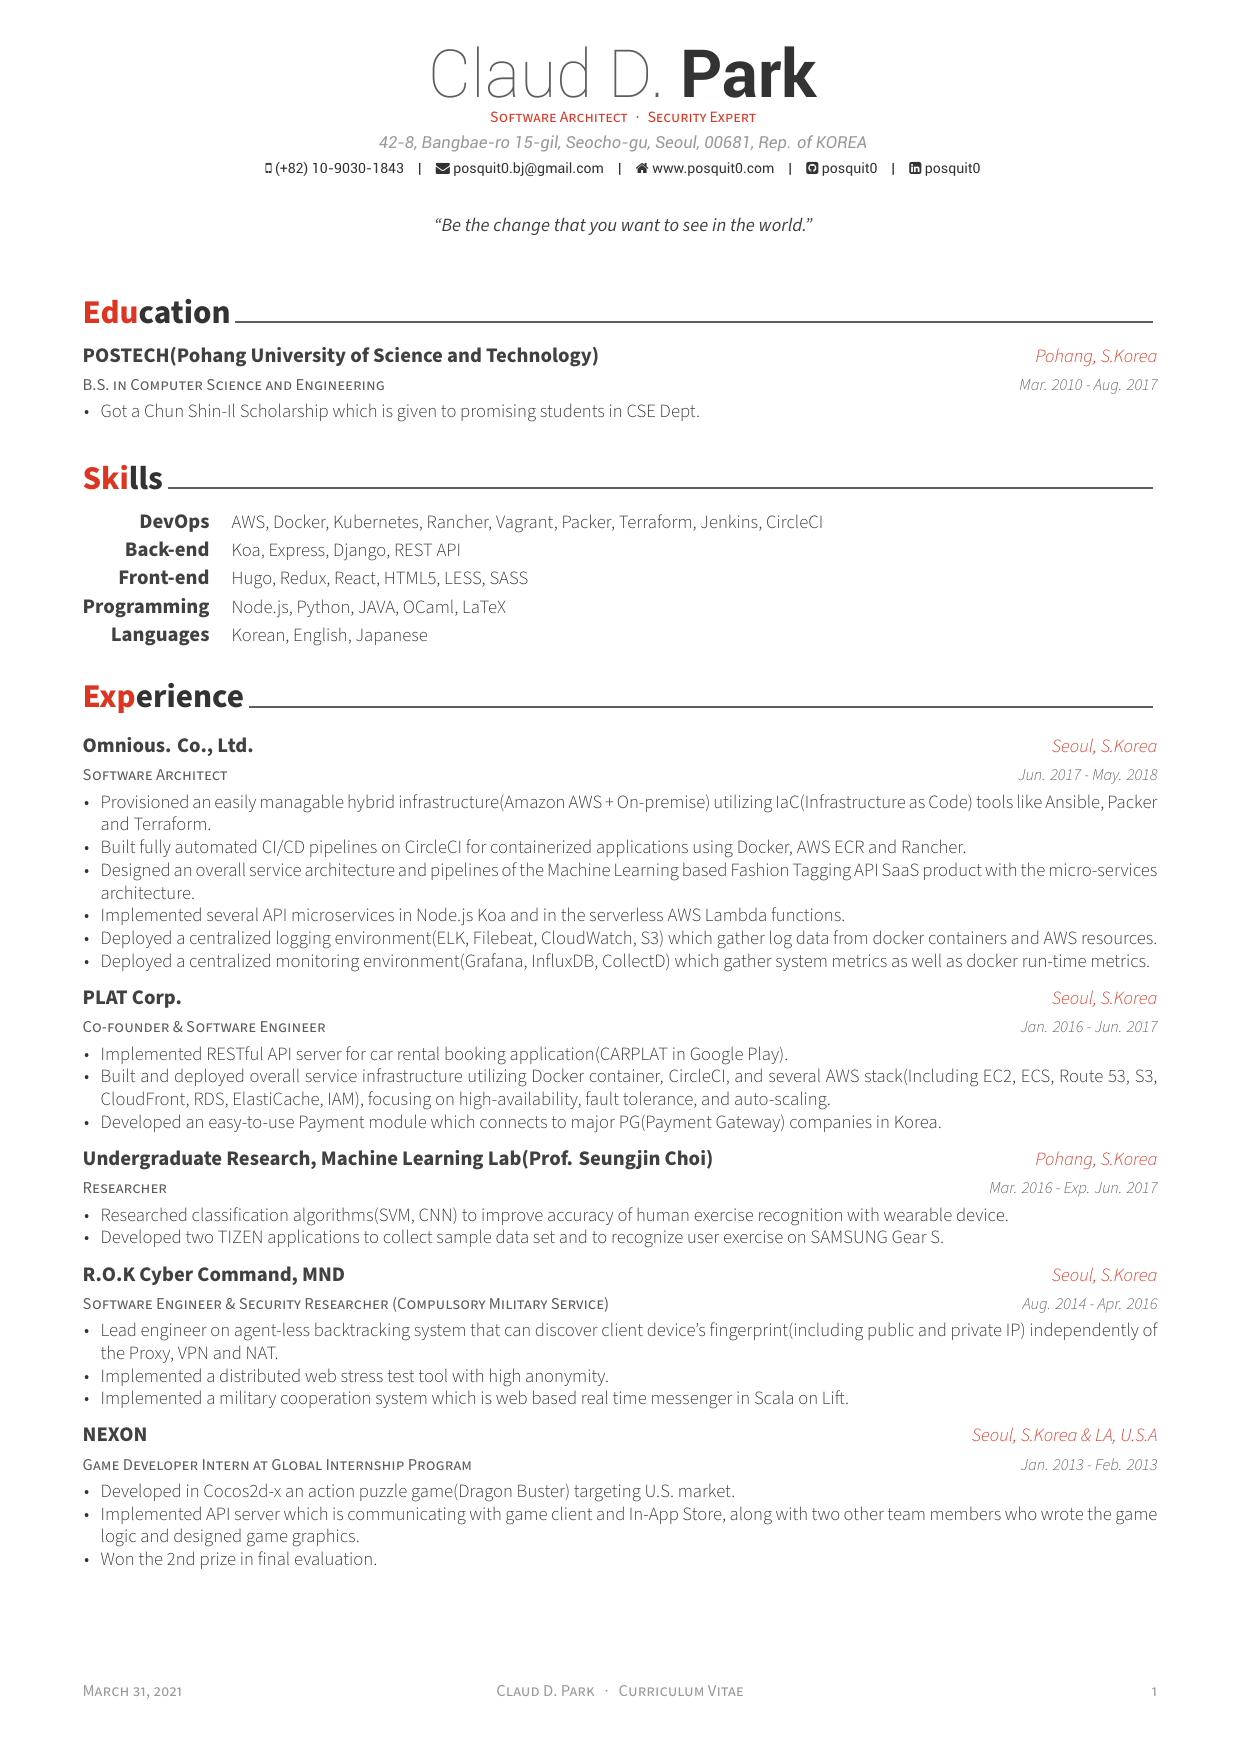 Claud D. Park
Software Architect · Security Expert
42-8, Bangbae-ro 15-gil, Seocho-gu, Seoul, 00681, Rep. of KOREA
(+82) 10-9030-1843 | posquit0.bj@gmail.com | www.posquit0.com | posquit0 | posquit0
“Be the change that you want to see in the world.”
Education
POSTECH(Pohang University of Science and Technology) Pohang, S.Korea
B.S. in Computer Science and Engineering Mar. 2010 - Aug. 2017
• Got a Chun Shin-Il Scholarship which is given to promising students in CSE Dept.
Skills
DevOps AWS, Docker, Kubernetes, Rancher, Vagrant, Packer, Terraform, Jenkins, CircleCI
Back-end Koa, Express, Django, REST API
Front-end Hugo, Redux, React, HTML5, LESS, SASS
Programming Node.js, Python, JAVA, OCaml, LaTeX
Languages Korean, English, Japanese
Experience
Omnious. Co., Ltd. Seoul, S.Korea
Software Architect Jun. 2017 - May. 2018
• Provisioned an easily managable hybrid infrastructure(Amazon AWS + On-premise) utilizing IaC(Infrastructure as Code) tools like Ansible, Packer
and Terraform.
• Built fully automated CI/CD pipelines on CircleCI for containerized applications using Docker, AWS ECR and Rancher.
• Designed an overall service architecture and pipelines of the Machine Learning based Fashion Tagging API SaaS product with the micro-services
architecture.
• Implemented several API microservices in Node.js Koa and in the serverless AWS Lambda functions.
• Deployed a centralized logging environment(ELK, Filebeat, CloudWatch, S3) which gather log data from docker containers and AWS resources.
• Deployed a centralized monitoring environment(Grafana, InfluxDB, CollectD) which gather system metrics as well as docker run-time metrics.
PLAT Corp. Seoul, S.Korea
Co-founder & Software Engineer Jan. 2016 - Jun. 2017
• Implemented RESTful API server for car rental booking application(CARPLAT in Google Play).
• Built and deployed overall service infrastructure utilizing Docker container, CircleCI, and several AWS stack(Including EC2, ECS, Route 53, S3,
CloudFront, RDS, ElastiCache, IAM), focusing on high-availability, fault tolerance, and auto-scaling.
• Developed an easy-to-use Payment module which connects to major PG(Payment Gateway) companies in Korea.
Undergraduate Research, Machine Learning Lab(Prof. Seungjin Choi) Pohang, S.Korea
Researcher Mar. 2016 - Exp. Jun. 2017
• Researched classification algorithms(SVM, CNN) to improve accuracy of human exercise recognition with wearable device.
• Developed two TIZEN applications to collect sample data set and to recognize user exercise on SAMSUNG Gear S.
R.O.K Cyber Command, MND Seoul, S.Korea
Software Engineer & Security Researcher (Compulsory Military Service) Aug. 2014 - Apr. 2016
• Lead engineer on agent-less backtracking system that can discover client device’s fingerprint(including public and private IP) independently of
the Proxy, VPN and NAT.
• Implemented a distributed web stress test tool with high anonymity.
• Implemented a military cooperation system which is web based real time messenger in Scala on Lift.
NEXON Seoul, S.Korea & LA, U.S.A
Game Developer Intern at Global Internship Program Jan. 2013 - Feb. 2013
• Developed in Cocos2d-x an action puzzle game(Dragon Buster) targeting U.S. market.
• Implemented API server which is communicating with game client and In-App Store, along with two other team members who wrote the game
logic and designed game graphics.
• Won the 2nd prize in final evaluation.
March 31, 2021 Claud D. Park · Curriculum Vitae 1